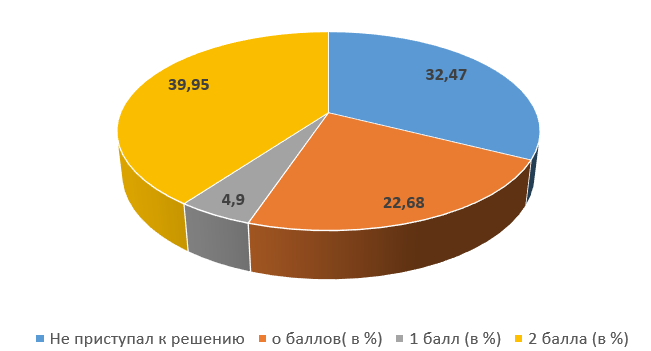 32,47
39,95
4,9
22,68
Не приступал к решению о баллов( в %) 1 балл (в %) 2 балла (в %)